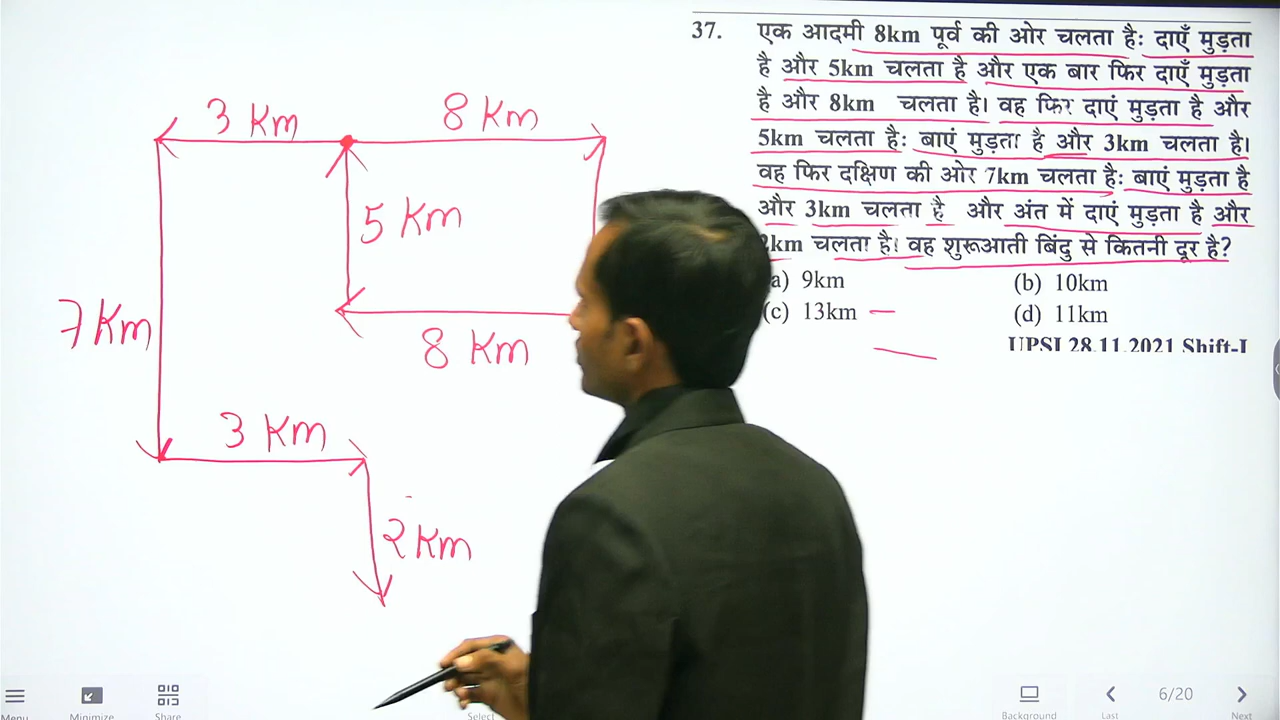 37. एक आदमी 8km पूर्व की ओर चलता हैः दाएँ मुड़ता
है और 5km चलता है और एक बार फिर दाएँ मुड़ता
है और 8km चलता है। वह फिर दाएं मुड़ता है और
5km चलता हैः बाएं मुड़ता है और 3km चलता है।
वह फिर दक्षिण की ओर 7km चलता हैः बाएं मुड़ता है
और 3km चलता है और अंत में दाएं मुड़ता है और
2km चलता है। वह शुरूआती बिंदु से कितनी दूर है?
a) 9km (b) 10km
(c) 13km (d) 11km
UPSI 28.11.2021 Shift-I
3 Km 8 Km
5 Km
7 Km
8 Km
3 Km
2 Km
Menu Minimize Share Select Background Last 6/20 Next